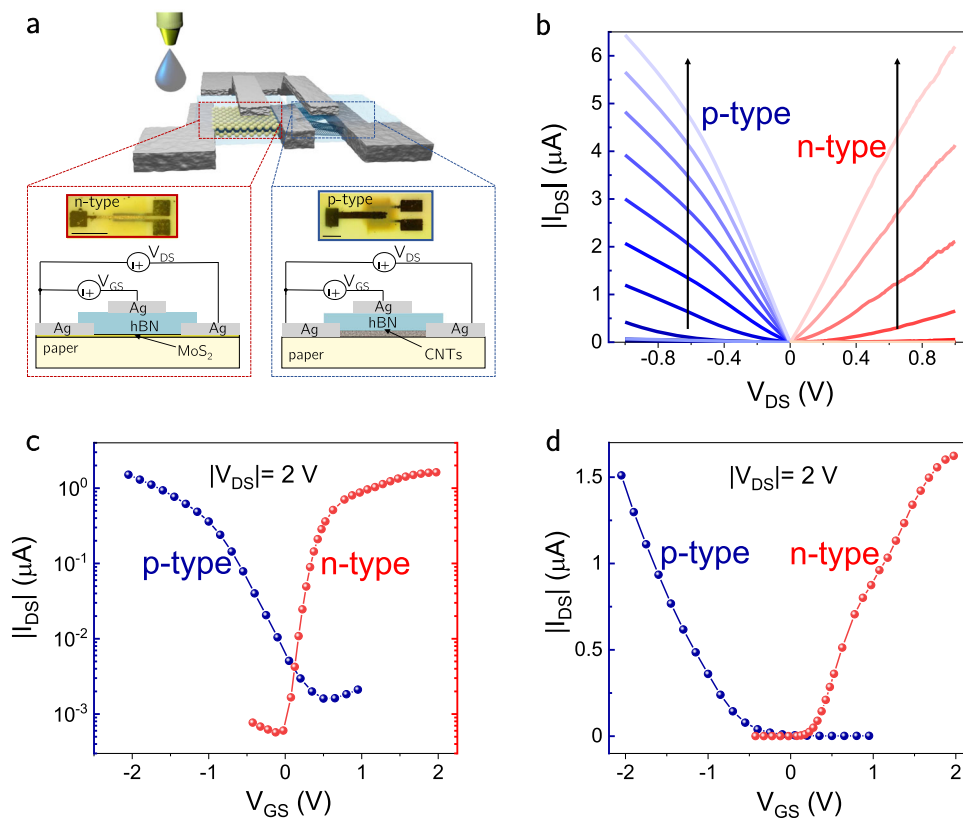 a
n-type
V_DS
V_GS
Ag
Ag
hBN
Ag
paper
MoS₂
p-type
V_DS
V_GS
Ag
Ag
hBN
Ag
paper
CNTs
b
p-type
n-type
|I_DS| (μA)
6
5
4
3
2
1
0
-0.8
-0.4
0
0.4
0.8
V_DS (V)
c
|V_DS|= 2 V
p-type
n-type
|I_DS| (μA)
10⁰
10⁻¹
10⁻²
10⁻³
-2
-1
0
1
2
V_GS (V)
d
|V_DS|= 2 V
p-type
n-type
|I_DS| (μA)
1.5
1
0.5
0
-2
-1
0
1
2
V_GS (V)